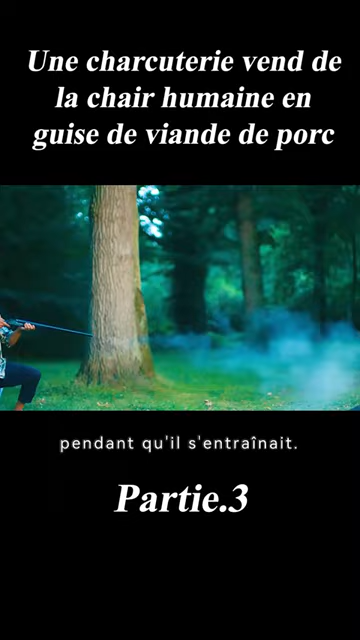 Une charcuterie vend de
la chair humaine en
guise de viande de porc
pendant qu'il s'entraînait.
Partie.3